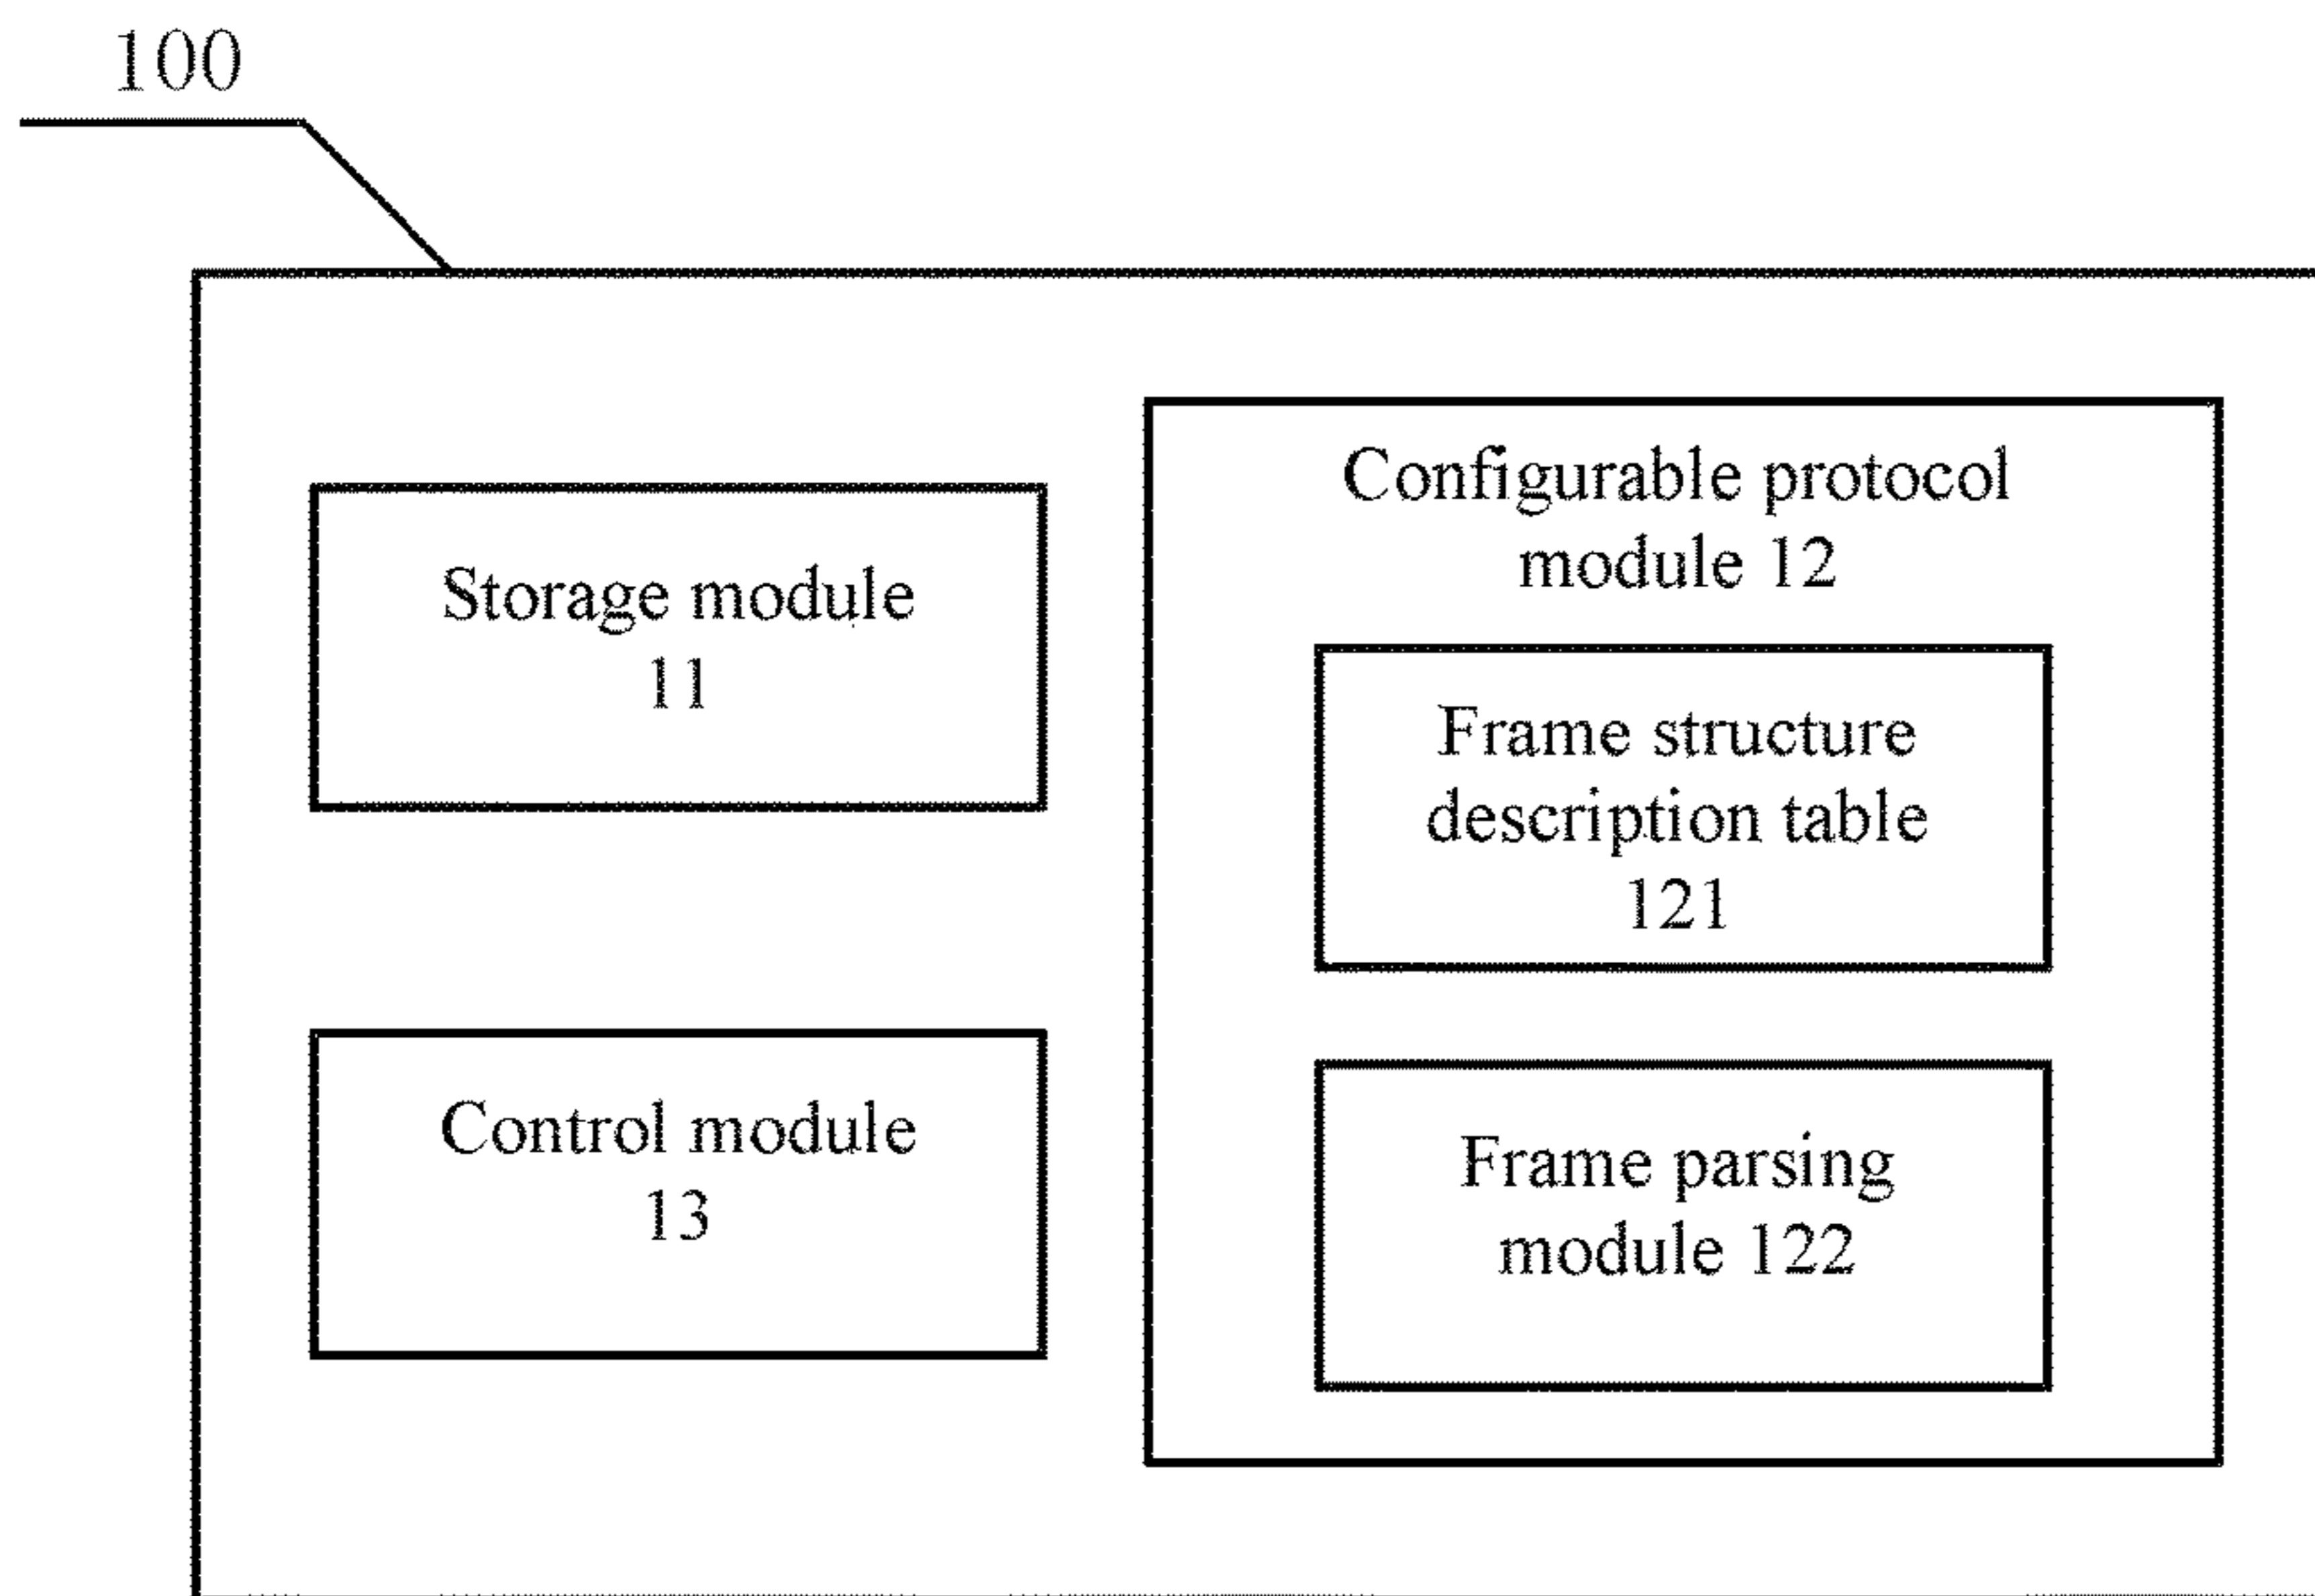 100
Storage module
11
Configurable protocol
module 12
Frame structure
description table
121
Control module
13
Frame parsing
module 122